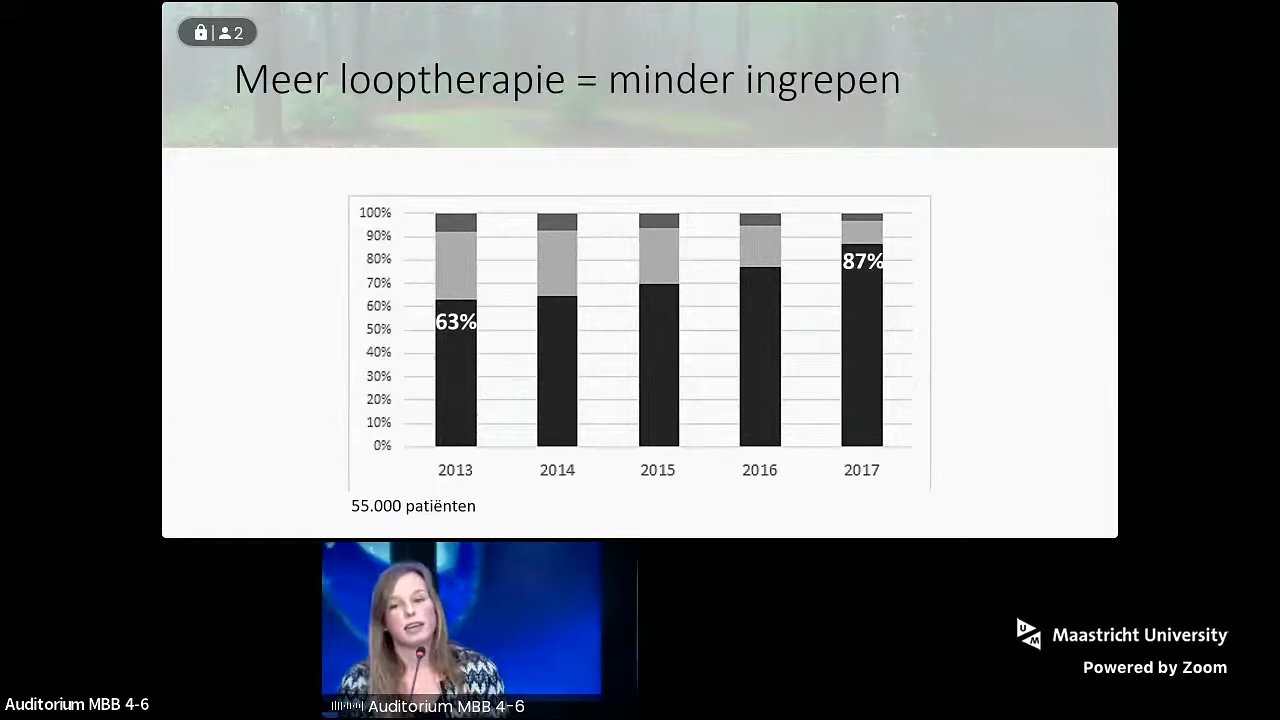 2
Meer looptherapie = minder ingrepen
100%
90%
80%
70%
60%
50%
40%
30%
20%
10%
0%
63%
87%
2013 2014 2015 2016 2017
55.000 patiënten
UM Maastricht University
Powered by Zoom
Auditorium MBB 4-6
Auditorium MBB 4-6